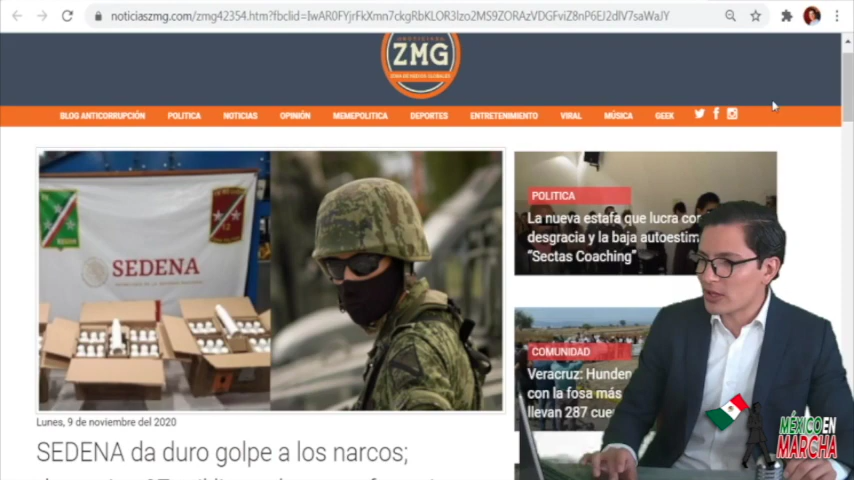 noticiaszmg.com/zmg42354.htm?fbclid=IwAR0FYjrFkXmn7ckgRbKLOR3lzo2MS9ZORAzVDGFviZ8nP6EJ2dlV7saWaJY
ZMG
BLOG ANTICORRUPCIÓN POLITICA NOTICIAS OPINIÓN MEMEPOLITICA DEPORTES ENTRETENIMIENTO VIRAL MÚSICA GEEK
SEDENA
POLITICA
La nueva estafa que lucra con
desgracia y la baja autoestim
"Sectas Coaching"
COMUNIDAD
Veracruz: Hunden
con la fosa más
llevan 287 cue
Lunes, 9 de noviembre del 2020
SEDENA da duro golpe a los narcos;
MÉXICO EN
MARCHA